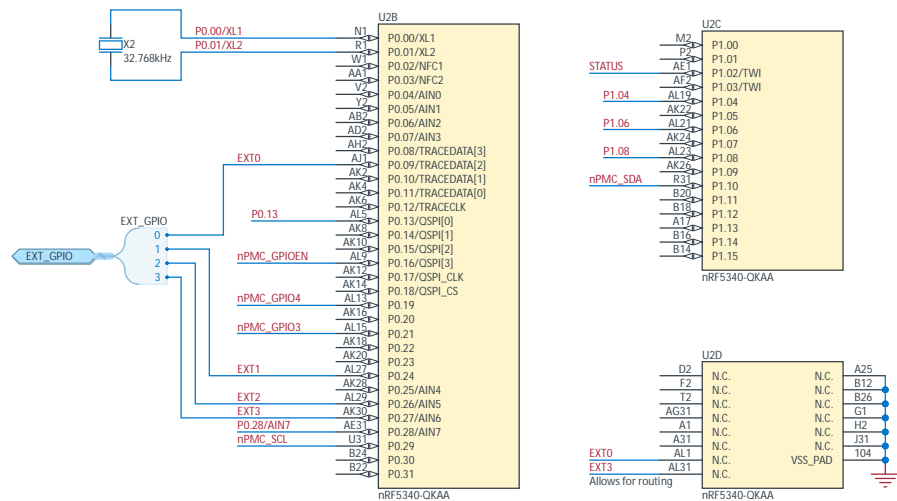 U2B
P0.00/XL1 N1 P0.00/XL1
X2
P0.01/XL2 R1 P0.01/XL2
32.768kHz
W1 P0.02/NFC1
AA1 P0.03/NFC2
V2 P0.04/AIN0
Y2 P0.05/AIN1
AB2 P0.06/AIN2
AD2 P0.07/AIN3
AH2 P0.08/TRACEDATA[3]
EXT0 AJ1 P0.09/TRACEDATA[2]
AK2 P0.10/TRACEDATA[1]
AK4 P0.11/TRACEDATA[0]
AK6 P0.12/TRACECLK
P0.13 AL5 P0.13/QSPI[0]
AK8 P0.14/QSPI[1]
AK10 P0.15/QSPI[2]
nPMC_GPIOEN AL9 P0.16/QSPI[3]
AK12 P0.17/QSPI_CLK
AK14 P0.18/QSPI_CS
nPMC_GPIO4 AL13 P0.19
AK16 P0.20
nPMC_GPIO3 AL15 P0.21
AK18 P0.22
AK20 P0.23
EXT1 AL27 P0.24
AK28 P0.25/AIN4
EXT2 AL29 P0.26/AIN5
EXT3 AK30 P0.27/AIN6
P0.28/AIN7 AE31 P0.28/AIN7
nPMC_SCL U31 P0.29
B24 P0.30
B22 P0.31
nRF5340-QKAA
EXT_GPIO
0
1
EXT_GPIO
2
3
U2C
M2 P1.00
P2 P1.01
STATUS AE1 P1.02/TWI
AF2 P1.03/TWI
P1.04 AL19 P1.04
AK22 P1.05
P1.06 AL21 P1.06
AK24 P1.07
P1.08 AL23 P1.08
AK26 P1.09
nPMC_SDA R31 P1.10
B20 P1.11
B18 P1.12
A17 P1.13
B16 P1.14
B14 P1.15
nRF5340-QKAA
U2D
D2 N.C. N.C. A25
F2 N.C. N.C. B12
T2 N.C. N.C. B26
AG31 N.C. N.C. G1
A1 N.C. N.C. H2
A31 N.C. N.C. J31
EXT0 AL1 N.C. VSS_PAD 104
EXT3 AL31 N.C.
Allows for routing
nRF5340-QKAA